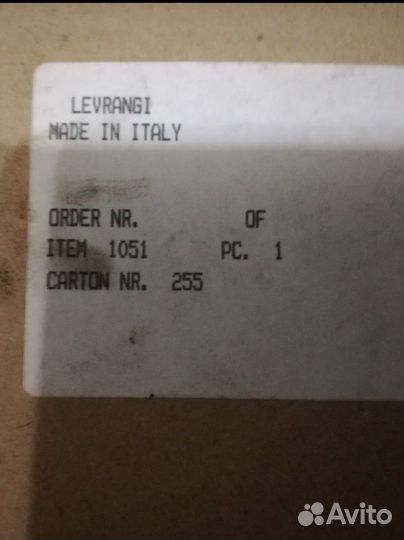 LEVRANGI
MADE IN ITALY
ORDER NR. OF
ITEM 1051 PC. 1
CARTON NR. 255
Avito